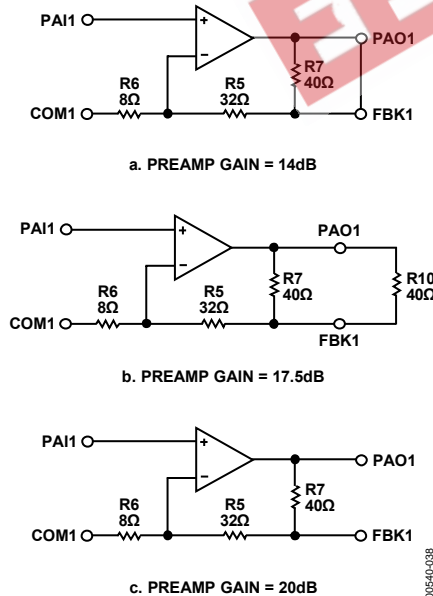 PAI1
+
−
PAO1
R7
40Ω
R6
8Ω
R5
32Ω
COM1
FBK1
a. PREAMP GAIN = 14dB
PAI1
+
−
PAO1
R7
40Ω
R10
40Ω
R6
8Ω
R5
32Ω
COM1
FBK1
b. PREAMP GAIN = 17.5dB
PAI1
+
−
PAO1
R7
40Ω
R6
8Ω
R5
32Ω
COM1
FBK1
c. PREAMP GAIN = 20dB
00540-038